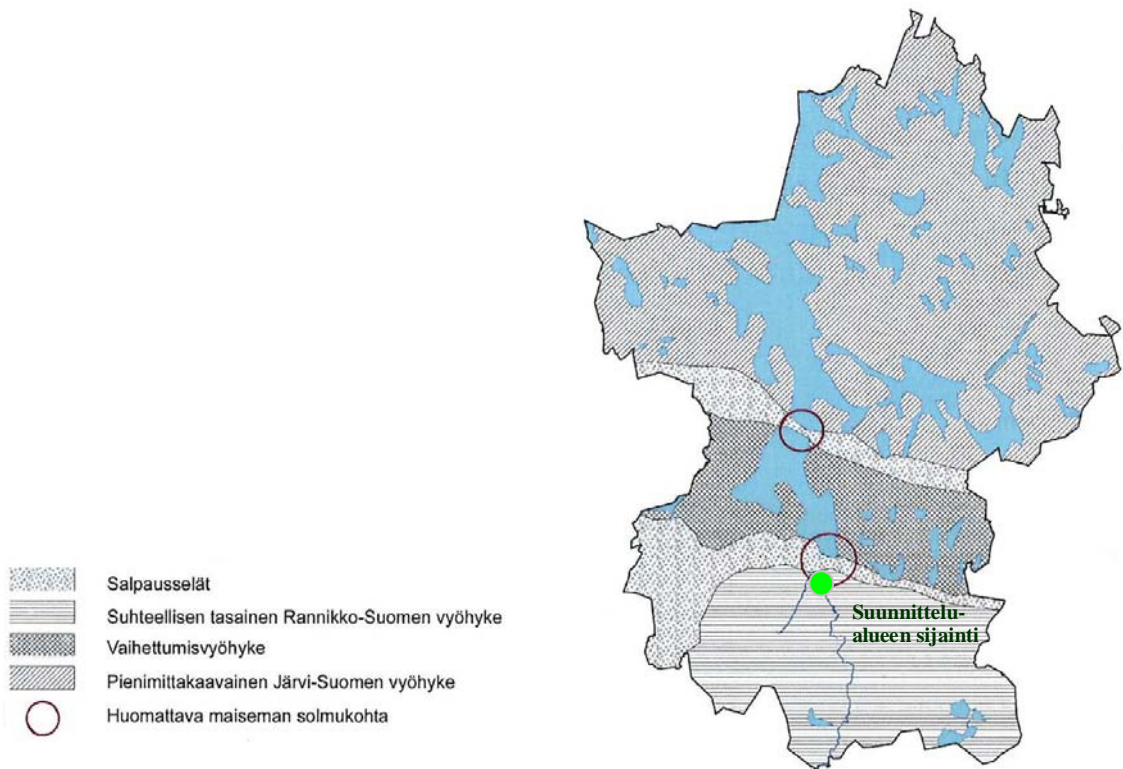 Salpausselät
Suhteellisen tasainen Rannikko-Suomen vyöhyke
Vaihettumisvyöhyke
Pienimittakaavainen Järvi-Suomen vyöhyke
Huomattava maiseman solmukohta
Suunnittelu-
alueen sijainti